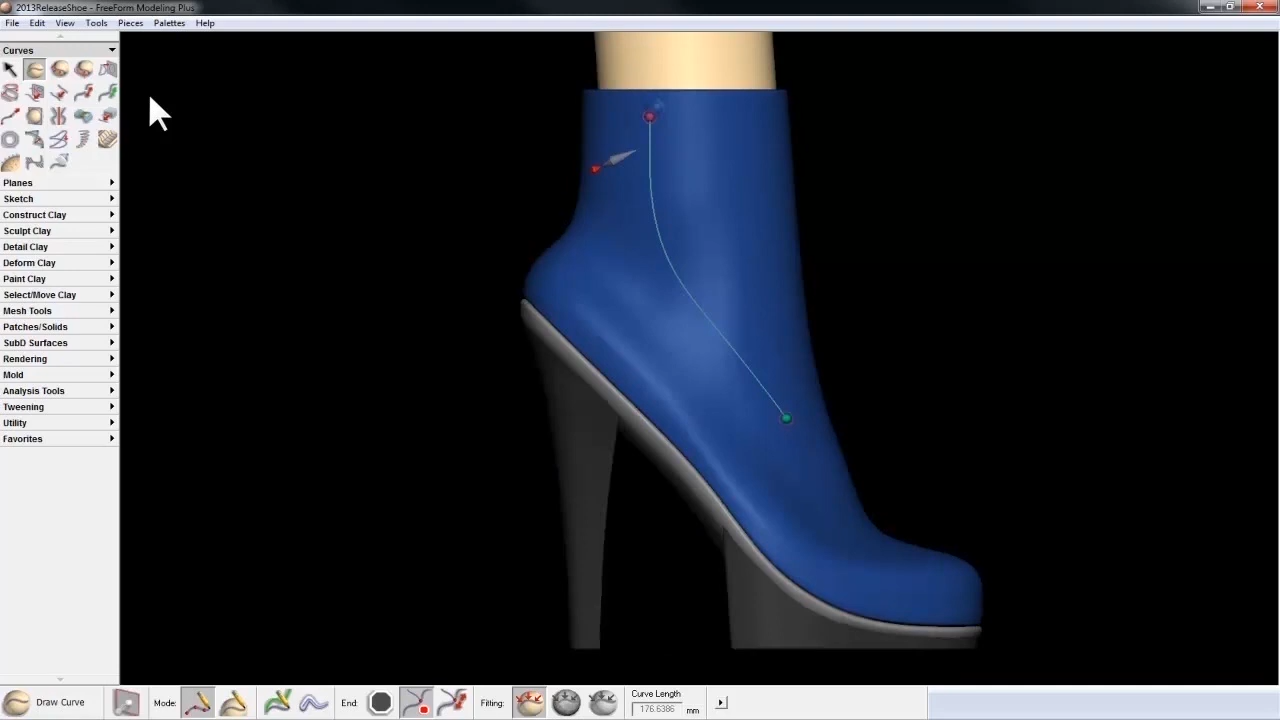 2013ReleaseShoe - FreeForm Modeling Plus
File Edit View Tools Pieces Palettes Help
Curves
Planes
Sketch
Construct Clay
Sculpt Clay
Detail Clay
Deform Clay
Paint Clay
Select/Move Clay
Mesh Tools
Patches/Solids
SubD Surfaces
Rendering
Mold
Analysis Tools
Tweening
Utility
Favorites
Draw Curve Mode: End: Fitting: Curve Length
176.6386 mm